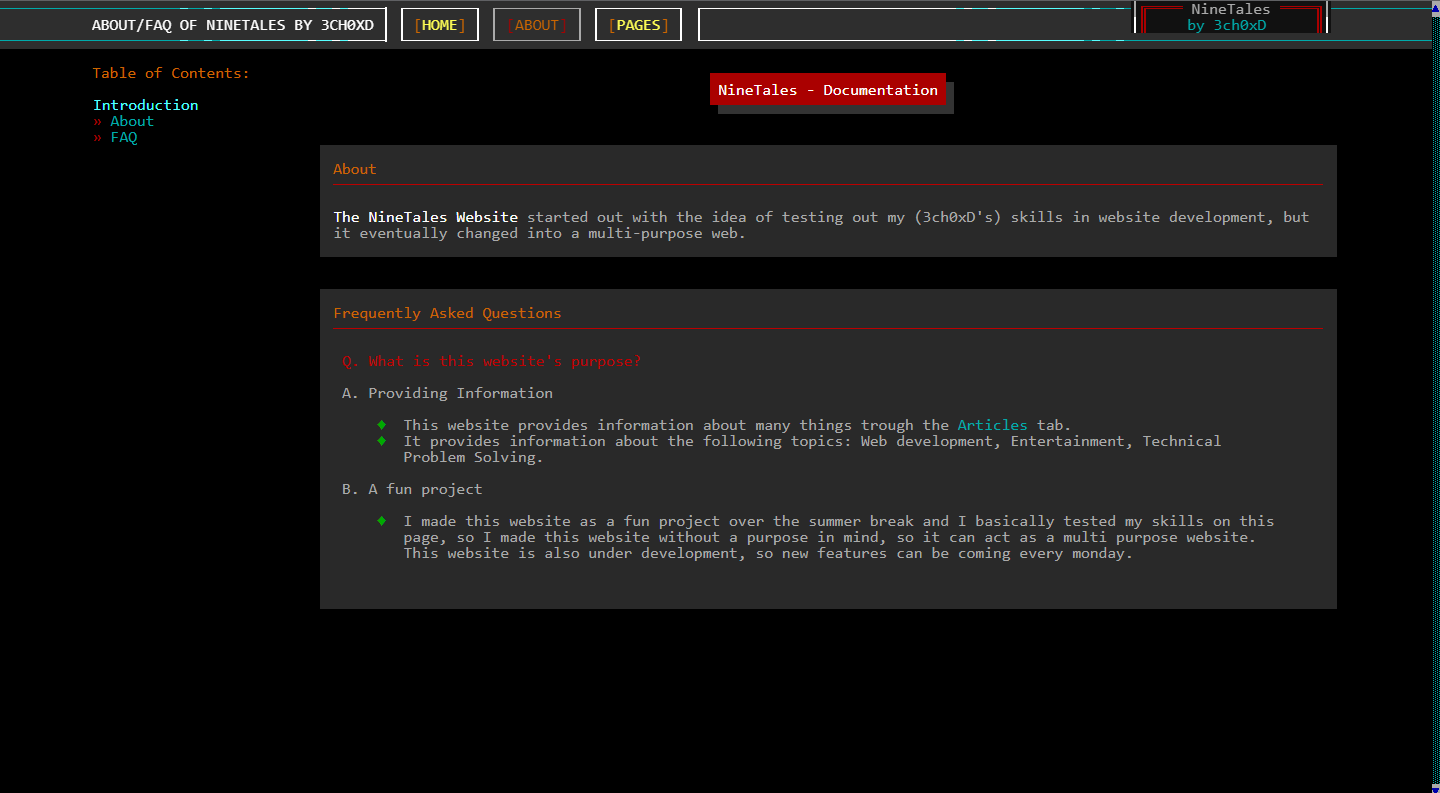 ABOUT/FAQ OF NINETALES BY 3CH0XD [HOME] [ABOUT] [PAGES]
NineTales
by 3ch0xD
Table of Contents:
Introduction
» About
» FAQ
NineTales - Documentation
About
The NineTales Website started out with the idea of testing out my (3ch0xD's) skills in website development, but
it eventually changed into a multi-purpose web.
Frequently Asked Questions
Q. What is this website's purpose?
A. Providing Information
♦ This website provides information about many things trough the Articles tab.
♦ It provides information about the following topics: Web development, Entertainment, Technical
Problem Solving.
B. A fun project
♦ I made this website as a fun project over the summer break and I basically tested my skills on this
page, so I made this website without a purpose in mind, so it can act as a multi purpose website.
This website is also under development, so new features can be coming every monday.